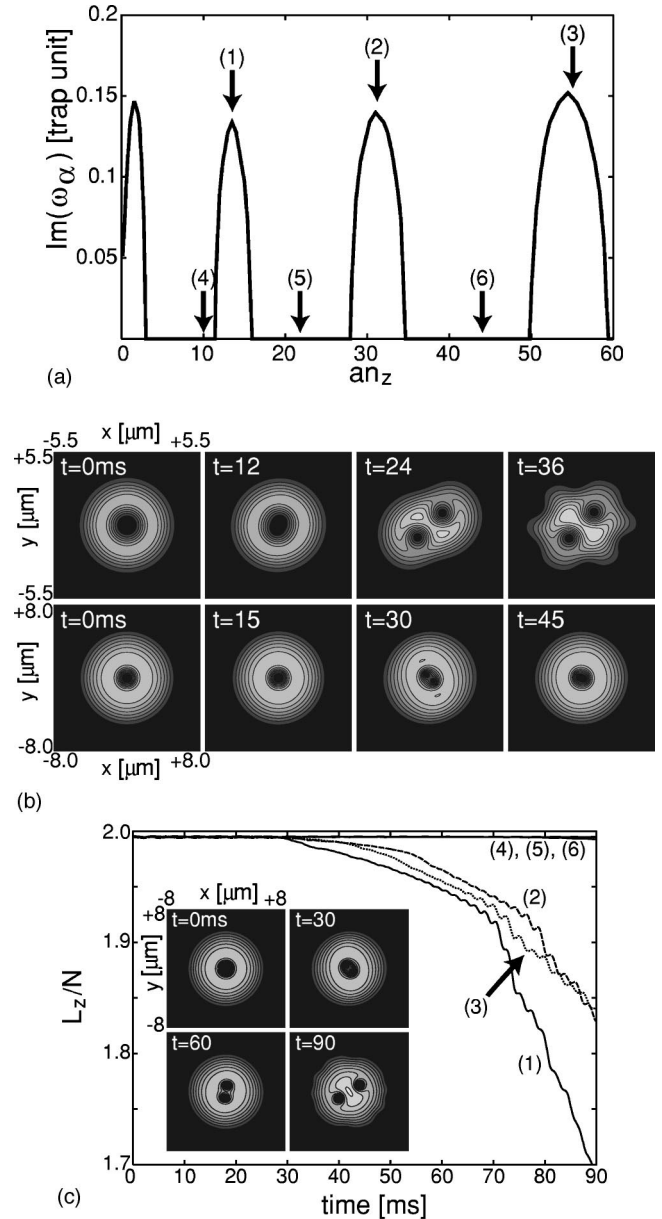 0.2
(1)
(2)
(3)
0.15
Im(ωα) [trap unit]
0.1
0.05
(4)
(5)
(6)
0 10 20 30 40 50 60
(a)
an_z
-5.5 x [μm] +5.5
+5.5
t=0ms
t=12
t=24
t=36
y [μm]
-5.5
+8.0
t=0ms
t=15
t=30
t=45
y [μm]
-8.0
-8.0 x [μm] +8.0
(b)
2.0
(4), (5), (6)
x [μm]
-8 +8
+8
t=0ms
t=30
(2)
1.9
y [μm]
L_z/N
-8
(3)
t=60
t=90
1.8
(1)
1.7
0 10 20 30 40 50 60 70 80 90
(c)
time [ms]